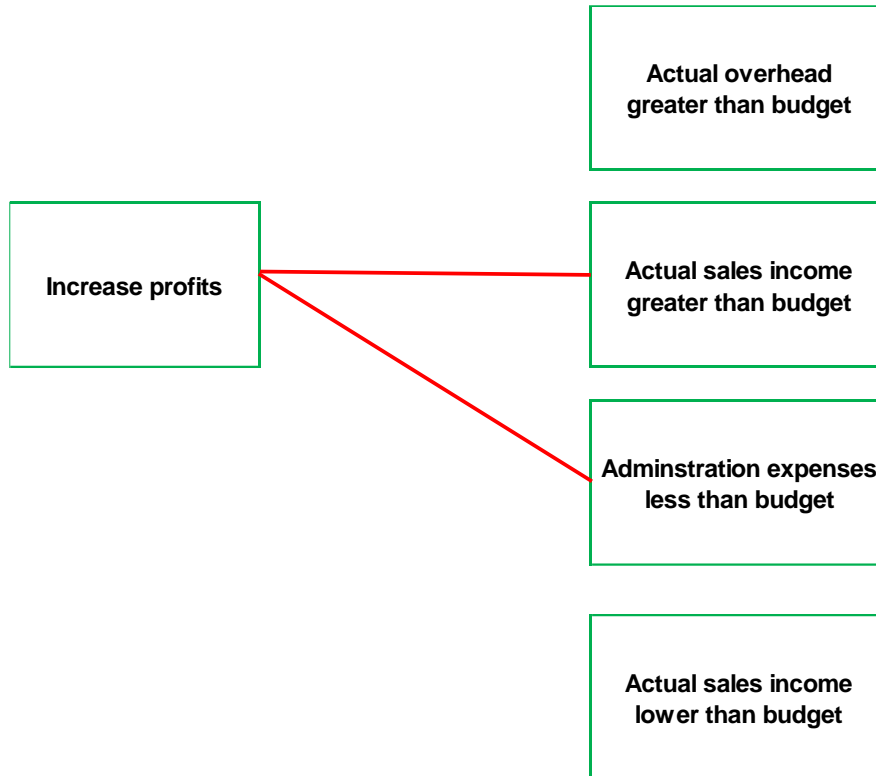 Actual overhead
greater than budget
Increase profits
Actual sales income
greater than budget
Adminstration expenses
less than budget
Actual sales income
lower than budget